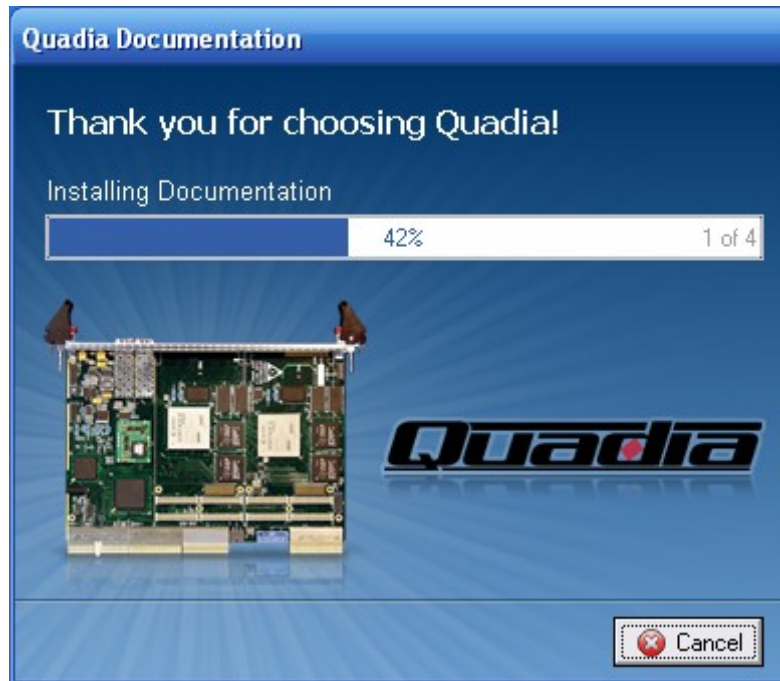 Quadia Documentation
Thank you for choosing Quadia!
Installing Documentation
42%
1 of 4
Quadia
Cancel